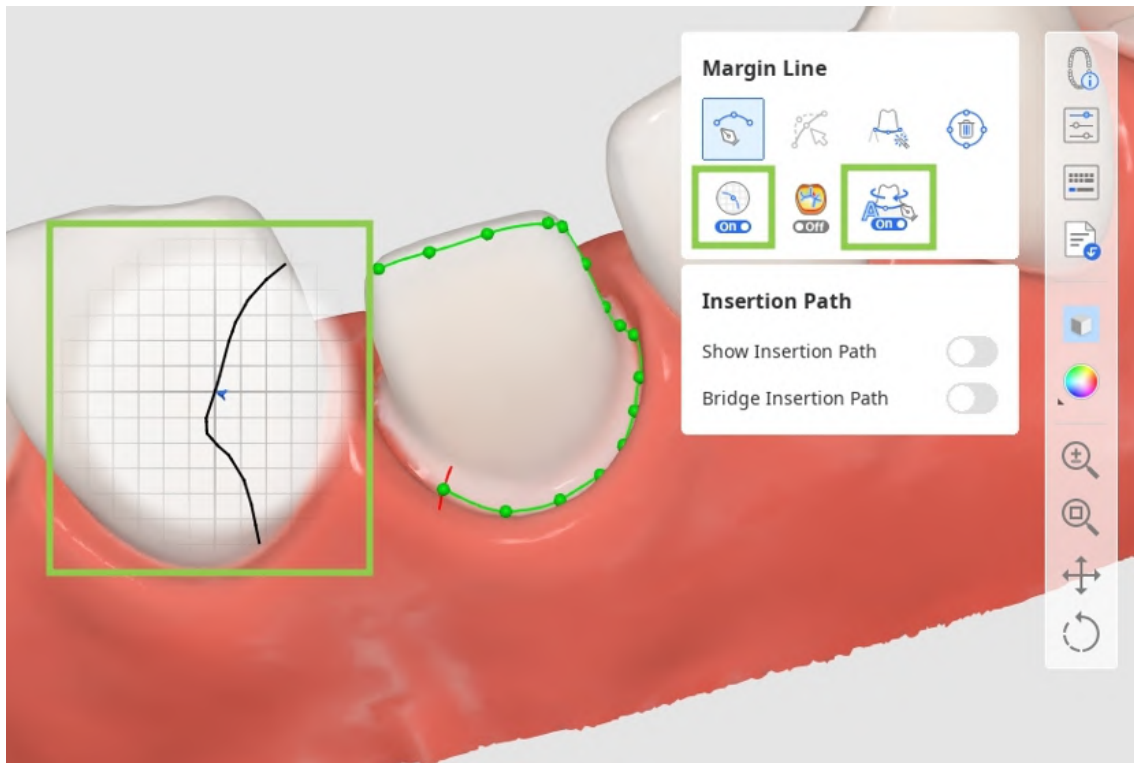 Margin Line
On
Off
On
Insertion Path
Show Insertion Path
Bridge Insertion Path